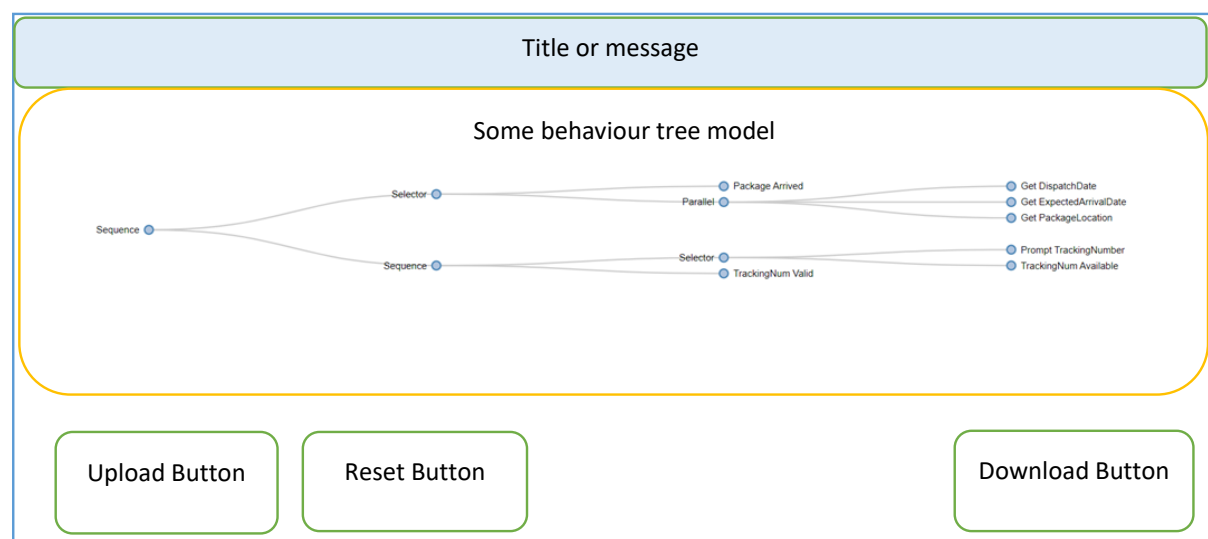 Title or message
Some behaviour tree model
Package Arrived
Get DispatchDate
Selector
Parallel
Get ExpectedArrivalDate
Get PackageLocation
Sequence
Prompt TrackingNumber
Selector
Sequence
TrackingNum Available
TrackingNum Valid
Upload Button
Reset Button
Download Button